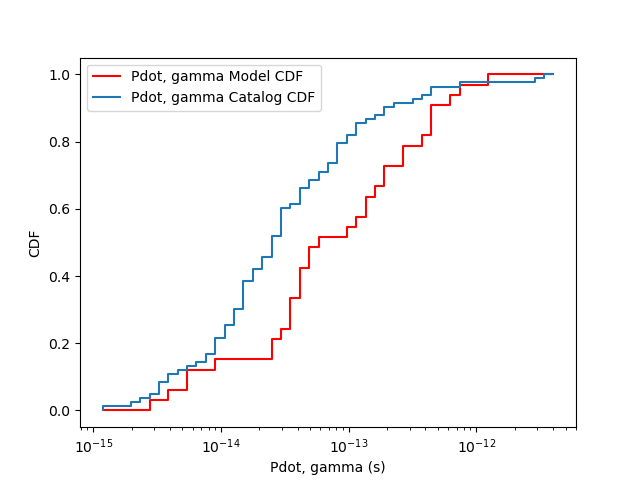 Pdot, gamma Model CDF
Pdot, gamma Catalog CDF
1.0
0.8
0.6
0.4
0.2
0.0
CDF
10⁻¹⁵
10⁻¹⁴
10⁻¹³
10⁻¹²
Pdot, gamma (s)